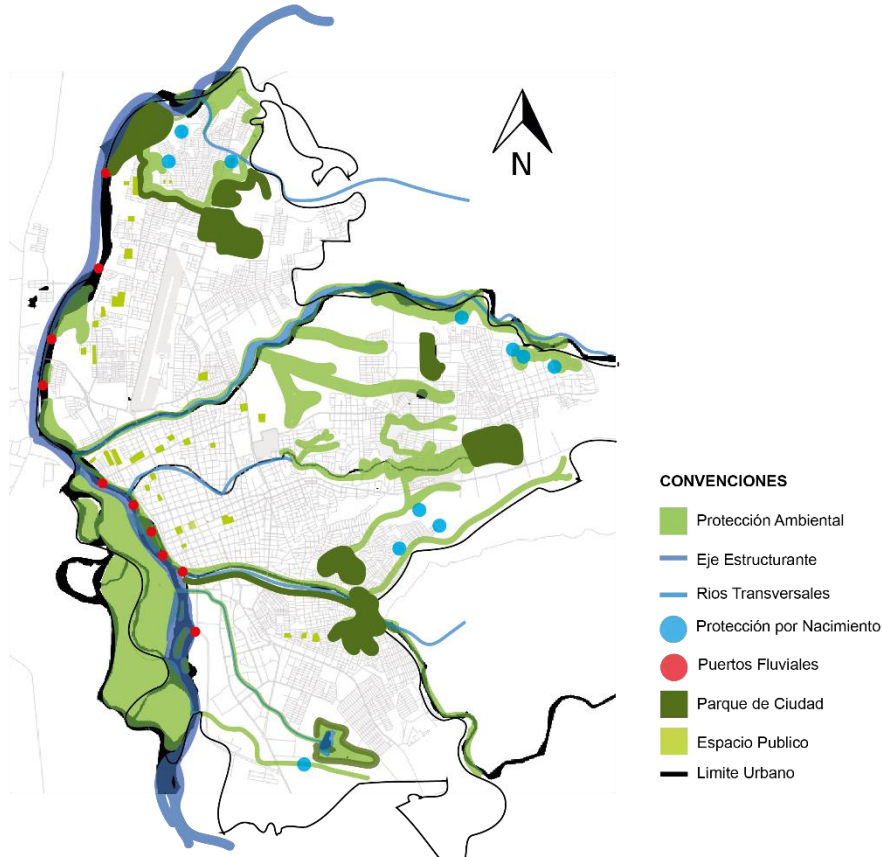 N
CONVENCIONES
Protección Ambiental
Eje Estructurante
Rios Transversales
Protección por Nacimiento
Puertos Fluviales
Parque de Ciudad
Espacio Publico
Limite Urbano